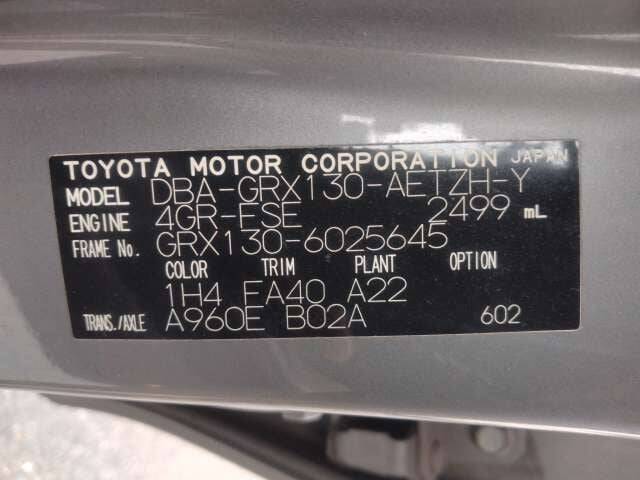 TOYOTA MOTOR CORPORATION JAPAN
MODEL DBA-GRX130-AETZH-Y
ENGINE 4GR-FSE 2499 mL
FRAME No. GRX130-6025645
COLOR TRIM PLANT OPTION
1H4 FA40 A22
TRANS./AXLE A960E B02A 602